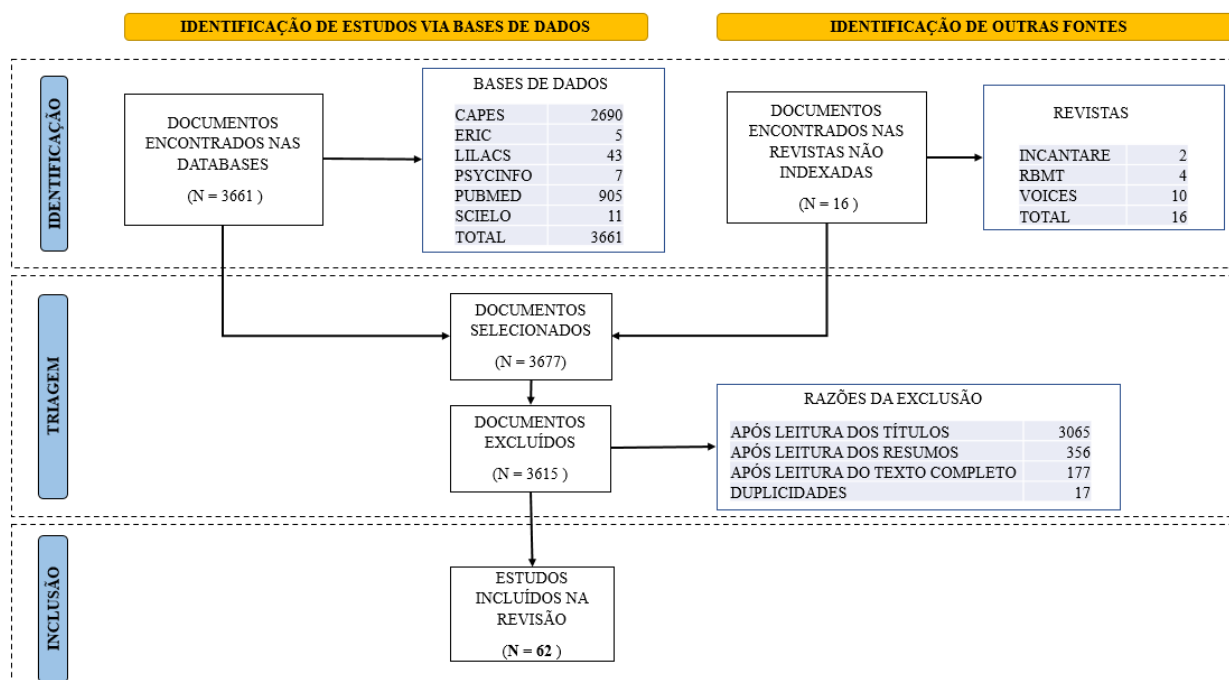 IDENTIFICAÇÃO DE ESTUDOS VIA BASES DE DADOS
IDENTIFICAÇÃO DE OUTRAS FONTES
IDENTIFICAÇÃO
DOCUMENTOS
ENCONTRADOS NAS
DATABASES
(N = 3661 )
BASES DE DADOS
CAPES 2690
ERIC 5
LILACS 43
PSYCINFO 7
PUBMED 905
SCIELO 11
TOTAL 3661
DOCUMENTOS
ENCONTRADOS NAS
REVISTAS NÃO
INDEXADAS
(N = 16 )
REVISTAS
INCANTARE 2
RBMT 4
VOICES 10
TOTAL 16
TRIAGEM
DOCUMENTOS
SELECIONADOS
(N = 3677)
DOCUMENTOS
EXCLUÍDOS
(N = 3615 )
RAZÕES DA EXCLUSÃO
APÓS LEITURA DOS TÍTULOS 3065
APÓS LEITURA DOS RESUMOS 356
APÓS LEITURA DO TEXTO COMPLETO 177
DUPLICIDADES 17
INCLUSÃO
ESTUDOS
INCLUÍDOS NA
REVISÃO
(N = 62 )